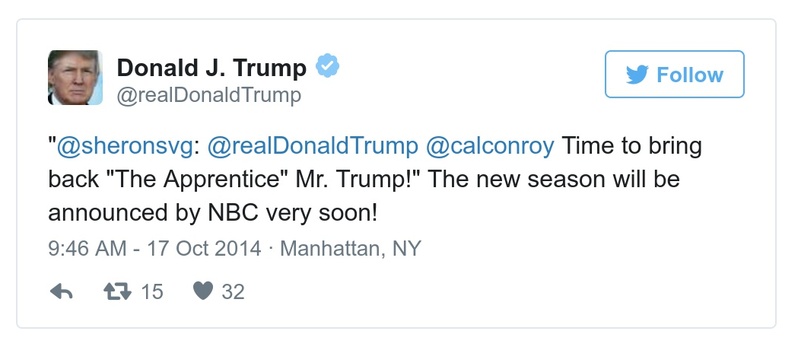 Donald J. Trump
@realDonaldTrump
Follow
"@sheronsvg: @realDonaldTrump @calconroy Time to bring
back "The Apprentice" Mr. Trump!" The new season will be
announced by NBC very soon!
9:46 AM - 17 Oct 2014 · Manhattan, NY
15 32